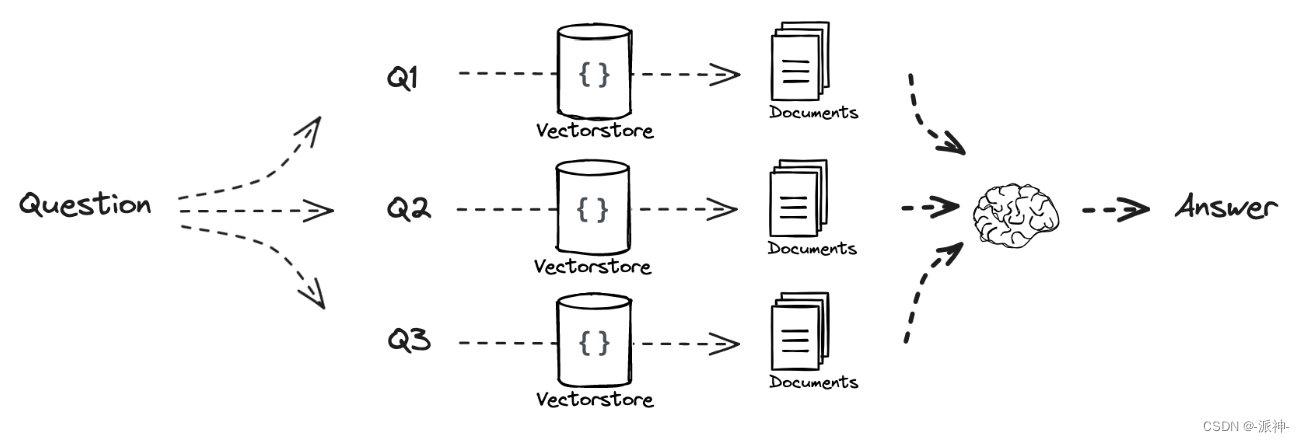 Q1
{ }
Vectorstore
Documents
Question
Q2
{ }
Vectorstore
Documents
Answer
Q3
{ }
Vectorstore
Documents
CSDN @-派神-